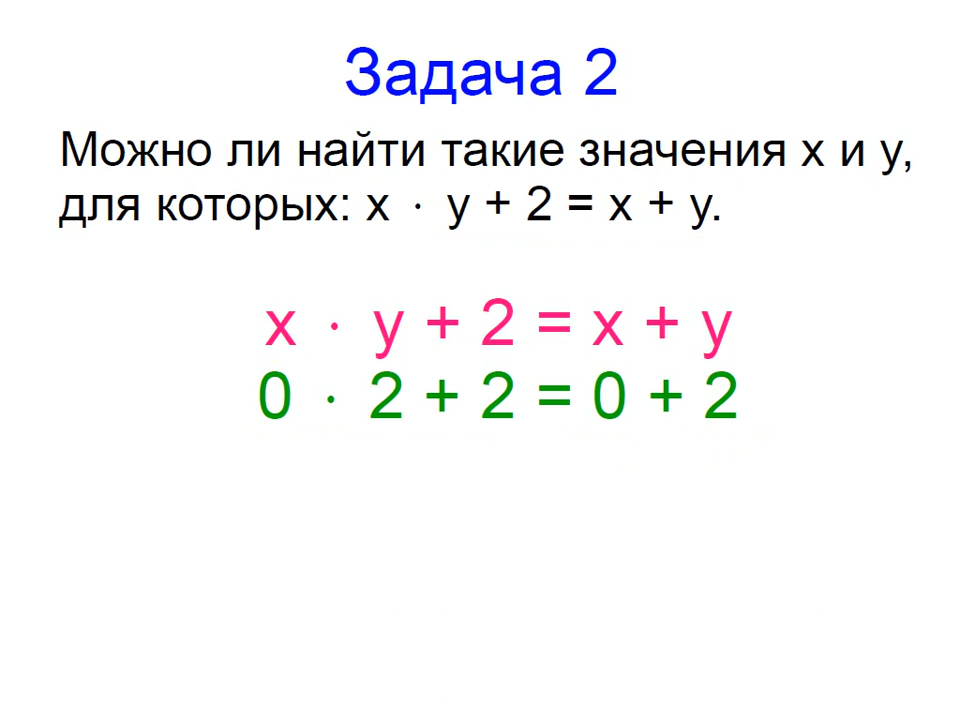 Задача 2
Можно ли найти такие значения х и у,
для которых: х · у + 2 = х + у.
х · у + 2 = х + у
0 · 2 + 2 = 0 + 2